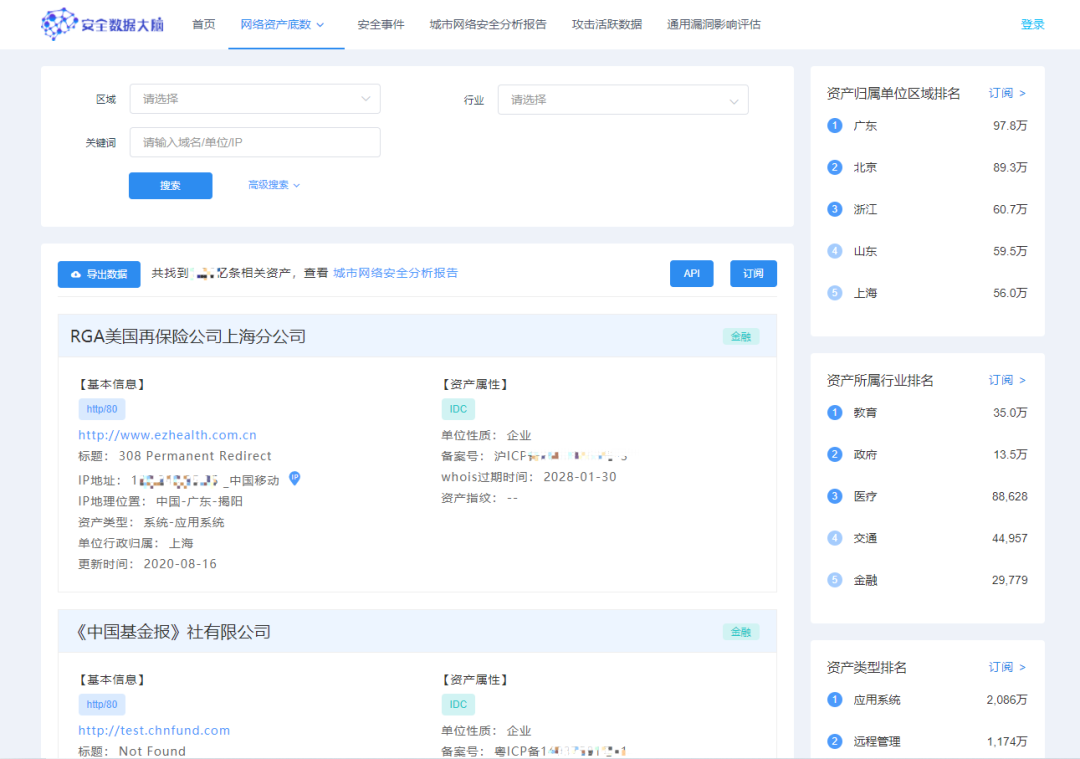 安全数据大脑 首页 网络资产底数 安全事件 城市网络安全分析报告 攻击活跃数据 通用漏洞影响评估 登录
区域 请选择 行业 请选择
关键词 请输入域名/单位/IP
搜索 高级搜索
导出数据 共找到 亿条相关资产，查看 城市网络安全分析报告 API 订阅
RGA美国再保险公司上海分公司 金融
【基本信息】
http/80
http://www.ezhealth.com.cn
标题： 308 Permanent Redirect
IP地址： 1 _中国移动 IP
IP地理位置： 中国-广东-揭阳
资产类型： 系统-应用系统
单位行政归属： 上海
更新时间： 2020-08-16
【资产属性】
IDC
单位性质： 企业
备案号： 沪ICP
whois过期时间： 2028-01-30
资产指纹： --
《中国基金报》社有限公司 金融
【基本信息】
http/80
http://test.chnfund.com
标题： Not Found
【资产属性】
IDC
单位性质： 企业
备案号： 粤ICP备1
资产归属单位区域排名 订阅 >
1 广东 97.8万
2 北京 89.3万
3 浙江 60.7万
4 山东 59.5万
5 上海 56.0万
资产所属行业排名 订阅 >
1 教育 35.0万
2 政府 13.5万
3 医疗 88,628
4 交通 44,957
5 金融 29,779
资产类型排名 订阅 >
1 应用系统 2,086万
2 远程管理 1,174万